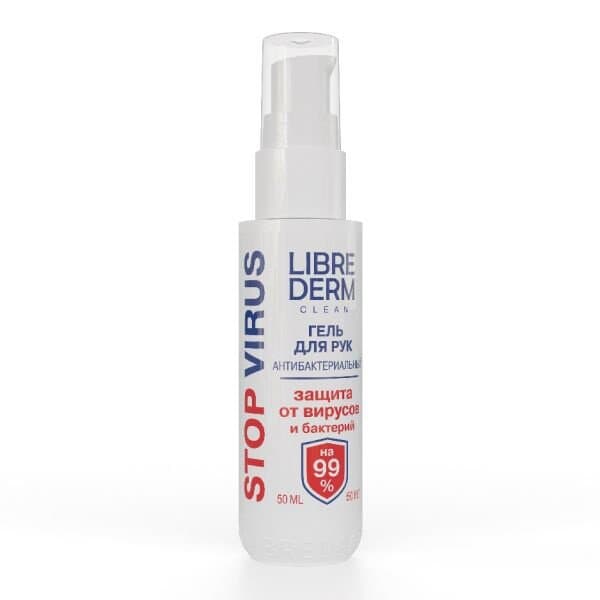 STOP VIRUS
LIBRE
DERM
CLEAN
ГЕЛЬ
ДЛЯ РУК
АНТИБАКТЕРИАЛЬНЫЙ
защита
от вирусов
и бактерий
на
99
%
50 ML